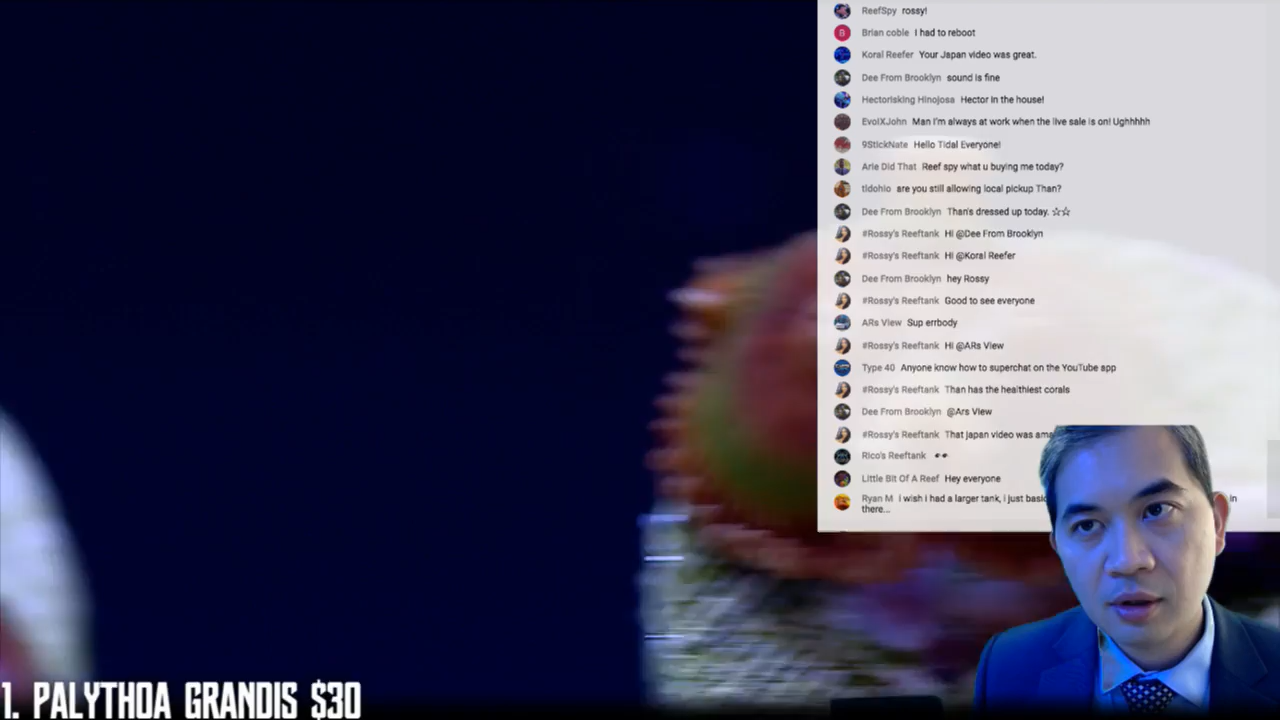 ReefSpy rossy!
B Brian coble I had to reboot
Koral Reefer Your Japan video was great.
Dee From Brooklyn sound is fine
Hectorisking Hinojosa Hector in the house!
EvolXJohn Man I'm always at work when the live sale is on! Ughhhhh
9StickNate Hello Tidal Everyone!
Arie Did That Reef spy what u buying me today?
tidohio are you still allowing local pickup Than?
Dee From Brooklyn Than's dressed up today. ☆☆
#Rossy's Reeftank Hi @Dee From Brooklyn
#Rossy's Reeftank Hi @Koral Reefer
Dee From Brooklyn hey Rossy
#Rossy's Reeftank Good to see everyone
ARs View Sup errbody
#Rossy's Reeftank Hi @ARs View
Type 40 Anyone know how to superchat on the YouTube app
#Rossy's Reeftank Than has the healthiest corals
Dee From Brooklyn @Ars View
#Rossy's Reeftank That japan video was
Rico's Reeftank 👀
Little Bit Of A Reef Hey everyone
Ryan M i wish i had a larger tank, i just in
there...
1. PALYTHOA GRANDIS $30